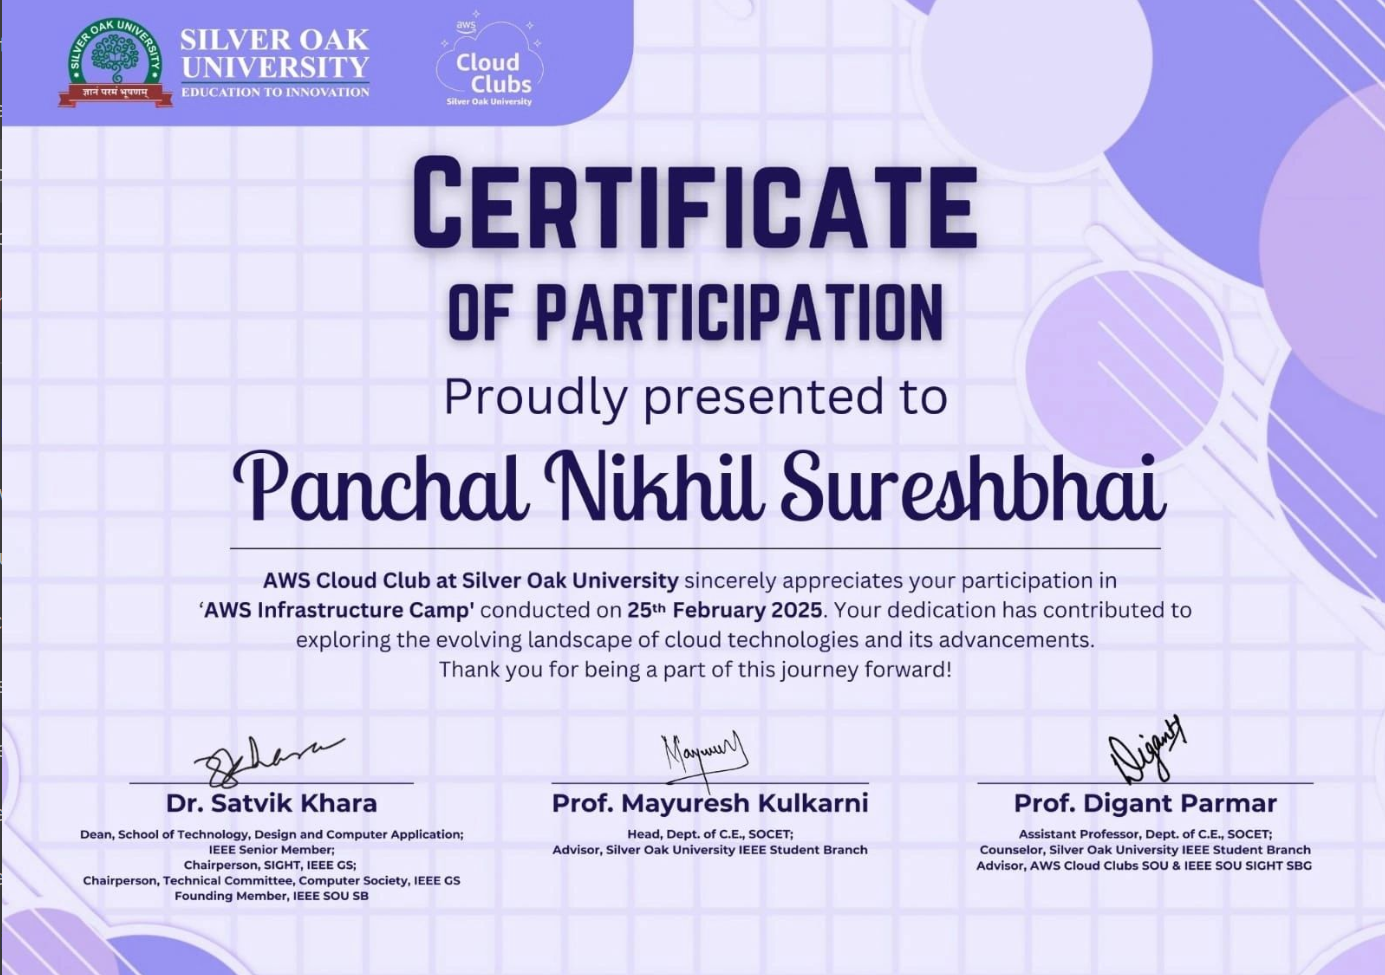 SILVER OAK UNIVERSITY
ज्ञानं परमं भूषणम्
SILVER OAK
UNIVERSITY
EDUCATION TO INNOVATION
aws
Cloud
Clubs
Silver Oak University
CERTIFICATE
OF PARTICIPATION
Proudly presented to
Panchal Nikhil Sureshbhai
AWS Cloud Club at Silver Oak University sincerely appreciates your participation in
‘AWS Infrastructure Camp' conducted on 25th February 2025. Your dedication has contributed to
exploring the evolving landscape of cloud technologies and its advancements.
Thank you for being a part of this journey forward!
Skhara
Dr. Satvik Khara
Dean, School of Technology, Design and Computer Application;
IEEE Senior Member;
Chairperson, SIGHT, IEEE GS;
Chairperson, Technical Committee, Computer Society, IEEE GS
Founding Member, IEEE SOU SB
Prof. Mayuresh Kulkarni
Head, Dept. of C.E., SOCET;
Advisor, Silver Oak University IEEE Student Branch
Digant
Prof. Digant Parmar
Assistant Professor, Dept. of C.E., SOCET;
Counselor, Silver Oak University IEEE Student Branch
Advisor, AWS Cloud Clubs SOU & IEEE SOU SIGHT SBG